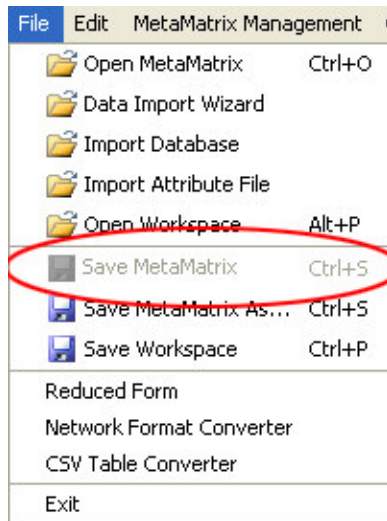 File Edit MetaMatrix Management
Open MetaMatrix Ctrl+O
Data Import Wizard
Import Database
Import Attribute File
Open Workspace Alt+P
Save MetaMatrix Ctrl+S
Save MetaMatrix As... Ctrl+S
Save Workspace Ctrl+P
Reduced Form
Network Format Converter
CSV Table Converter
Exit